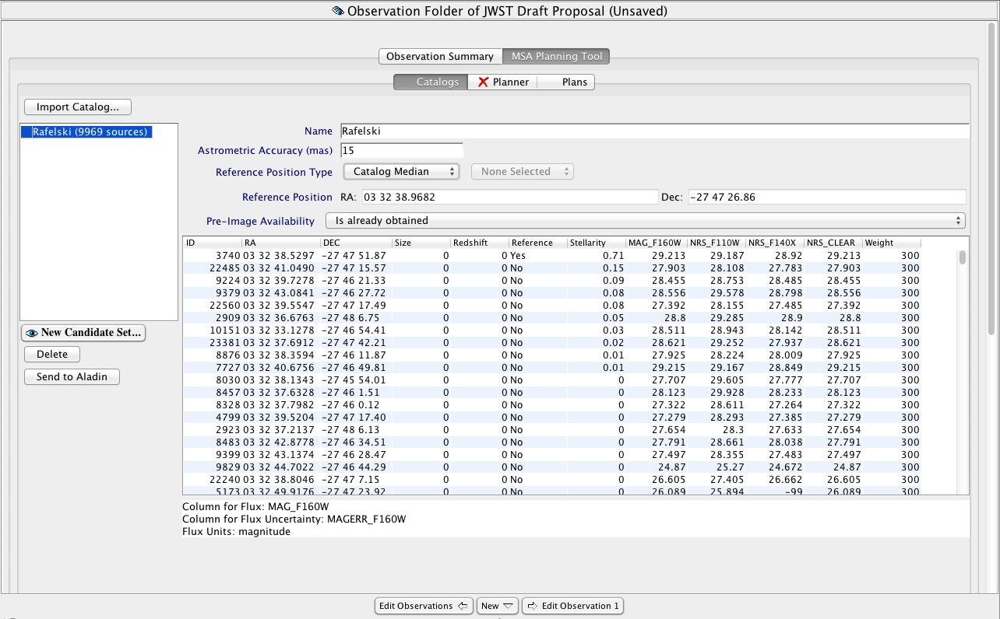 Observation Folder of JWST Draft Proposal (Unsaved)
Observation Summary MSA Planning Tool
Catalogs Planner Plans
Import Catalog...
Rafelski (9969 sources)
Name Rafelski
Astrometric Accuracy (mas) 15
Reference Position Type Catalog Median None Selected
Reference Position RA: 03 32 38.9682 Dec: -27 47 26.86
Pre-Image Availability Is already obtained
ID RA DEC Size Redshift Reference Stellarity MAG_F160W NRS_F110W NRS_F140X NRS_CLEAR Weight
3740 03 32 38.5297 -27 47 51.87 0 0 Yes 0.71 29.213 29.187 28.92 29.213 300
22485 03 32 41.0490 -27 47 15.57 0 0 No 0.15 27.903 28.108 27.783 27.903 300
9224 03 32 39.7278 -27 46 21.33 0 0 No 0.09 28.455 28.753 28.485 28.455 300
9379 03 32 43.0841 -27 46 27.72 0 0 No 0.08 28.556 29.578 28.798 28.556 300
22560 03 32 39.5547 -27 47 17.49 0 0 No 0.08 27.392 28.155 27.485 27.392 300
2909 03 32 36.6763 -27 48 6.75 0 0 No 0.05 28.8 29.285 28.9 28.8 300
10151 03 32 33.1278 -27 46 54.41 0 0 No 0.03 28.511 28.943 28.142 28.511 300
23381 03 32 37.6912 -27 47 42.21 0 0 No 0.02 28.621 29.252 27.937 28.621 300
8876 03 32 38.3594 -27 46 11.87 0 0 No 0.01 27.925 28.224 28.009 27.925 300
7727 03 32 40.6756 -27 46 49.81 0 0 No 0.01 29.215 29.167 28.849 29.215 300
8030 03 32 38.1343 -27 45 54.01 0 0 No 0 27.707 29.605 27.777 27.707 300
8457 03 32 37.6328 -27 46 1.51 0 0 No 0 28.123 29.928 28.233 28.123 300
8328 03 32 37.7982 -27 46 0.12 0 0 No 0 27.322 28.611 27.264 27.322 300
4799 03 32 39.5204 -27 47 17.40 0 0 No 0 27.279 28.293 27.385 27.279 300
2923 03 32 37.2137 -27 48 6.13 0 0 No 0 27.654 28.3 27.633 27.654 300
8483 03 32 42.8778 -27 46 34.51 0 0 No 0 27.791 28.661 28.038 27.791 300
9399 03 32 43.1374 -27 46 28.47 0 0 No 0 27.497 28.355 27.483 27.497 300
9829 03 32 44.7022 -27 46 44.29 0 0 No 0 24.87 25.27 24.672 24.87 300
22240 03 32 38.8046 -27 47 7.15 0 0 No 0 26.605 27.405 26.662 26.605 300
5173 03 32 49.9176 -27 47 23.92 0 0 No 0 26.089 25.894 -99 26.089 300
New Candidate Set...
Delete
Send to Aladin
Column for Flux: MAG_F160W
Column for Flux Uncertainty: MAGERR_F160W
Flux Units: magnitude
Edit Observations New Edit Observation 1